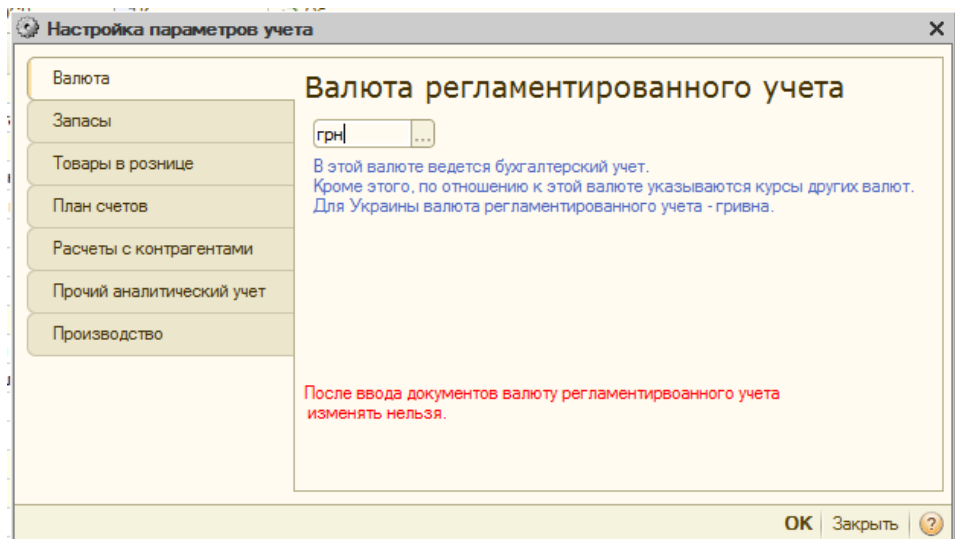 Настройка параметров учета
Валюта
Запасы
Товары в рознице
План счетов
Расчеты с контрагентами
Прочий аналитический учет
Производство
Валюта регламентированного учета
грн
...
В этой валюте ведется бухгалтерский учет.
Кроме этого, по отношению к этой валюте указываются курсы других валют.
Для Украины валюта регламентированного учета - гривна.
После ввода документов валюту регламентирвоанного учета
изменять нельзя.
OK Закрыть ?